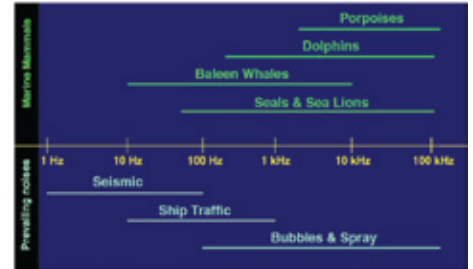 Marine Mammals
Porpoises
Dolphins
Baleen Whales
Seals & Sea Lions
1 Hz 10 Hz 100 Hz 1 kHz 10 kHz 100 kHz
Prevailing noises
Seismic
Ship Traffic
Bubbles & Spray